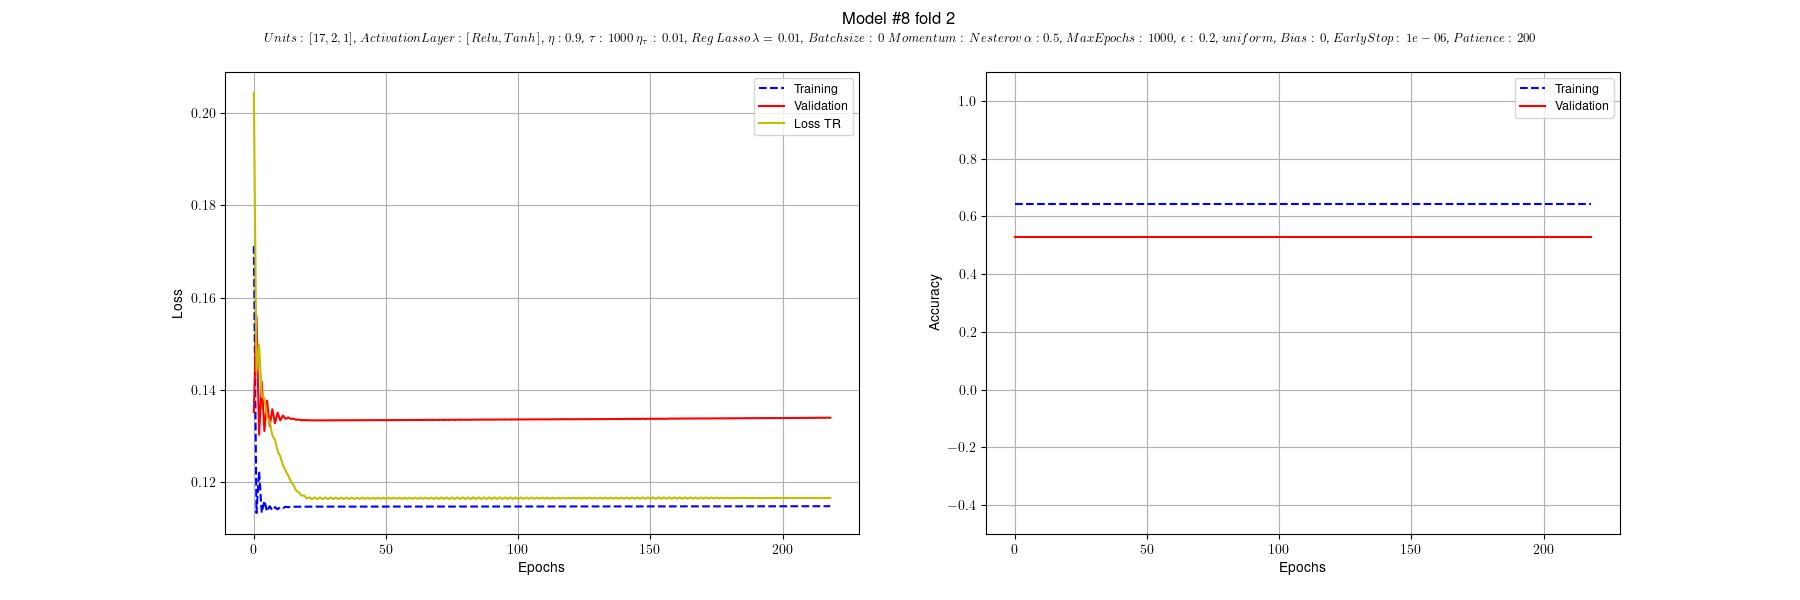 Model #8 fold 2
Units : [17, 2, 1], ActivationLayer : [Relu, Tanh], η : 0.9, τ : 1000 ητ : 0.01, Reg Lasso λ = 0.01, Batchsize : 0 Momentum : Nesterov α : 0.5, MaxEpochs : 1000, ϵ : 0.2, uniform, Bias : 0, EarlyStop : 1e − 06, Patience : 200
Training
Validation
Loss TR
0.20
0.18
0.16
0.14
0.12
Loss
0 50 100 150 200
Epochs
Training
Validation
1.0
0.8
0.6
0.4
0.2
0.0
−0.2
−0.4
Accuracy
0 50 100 150 200
Epochs